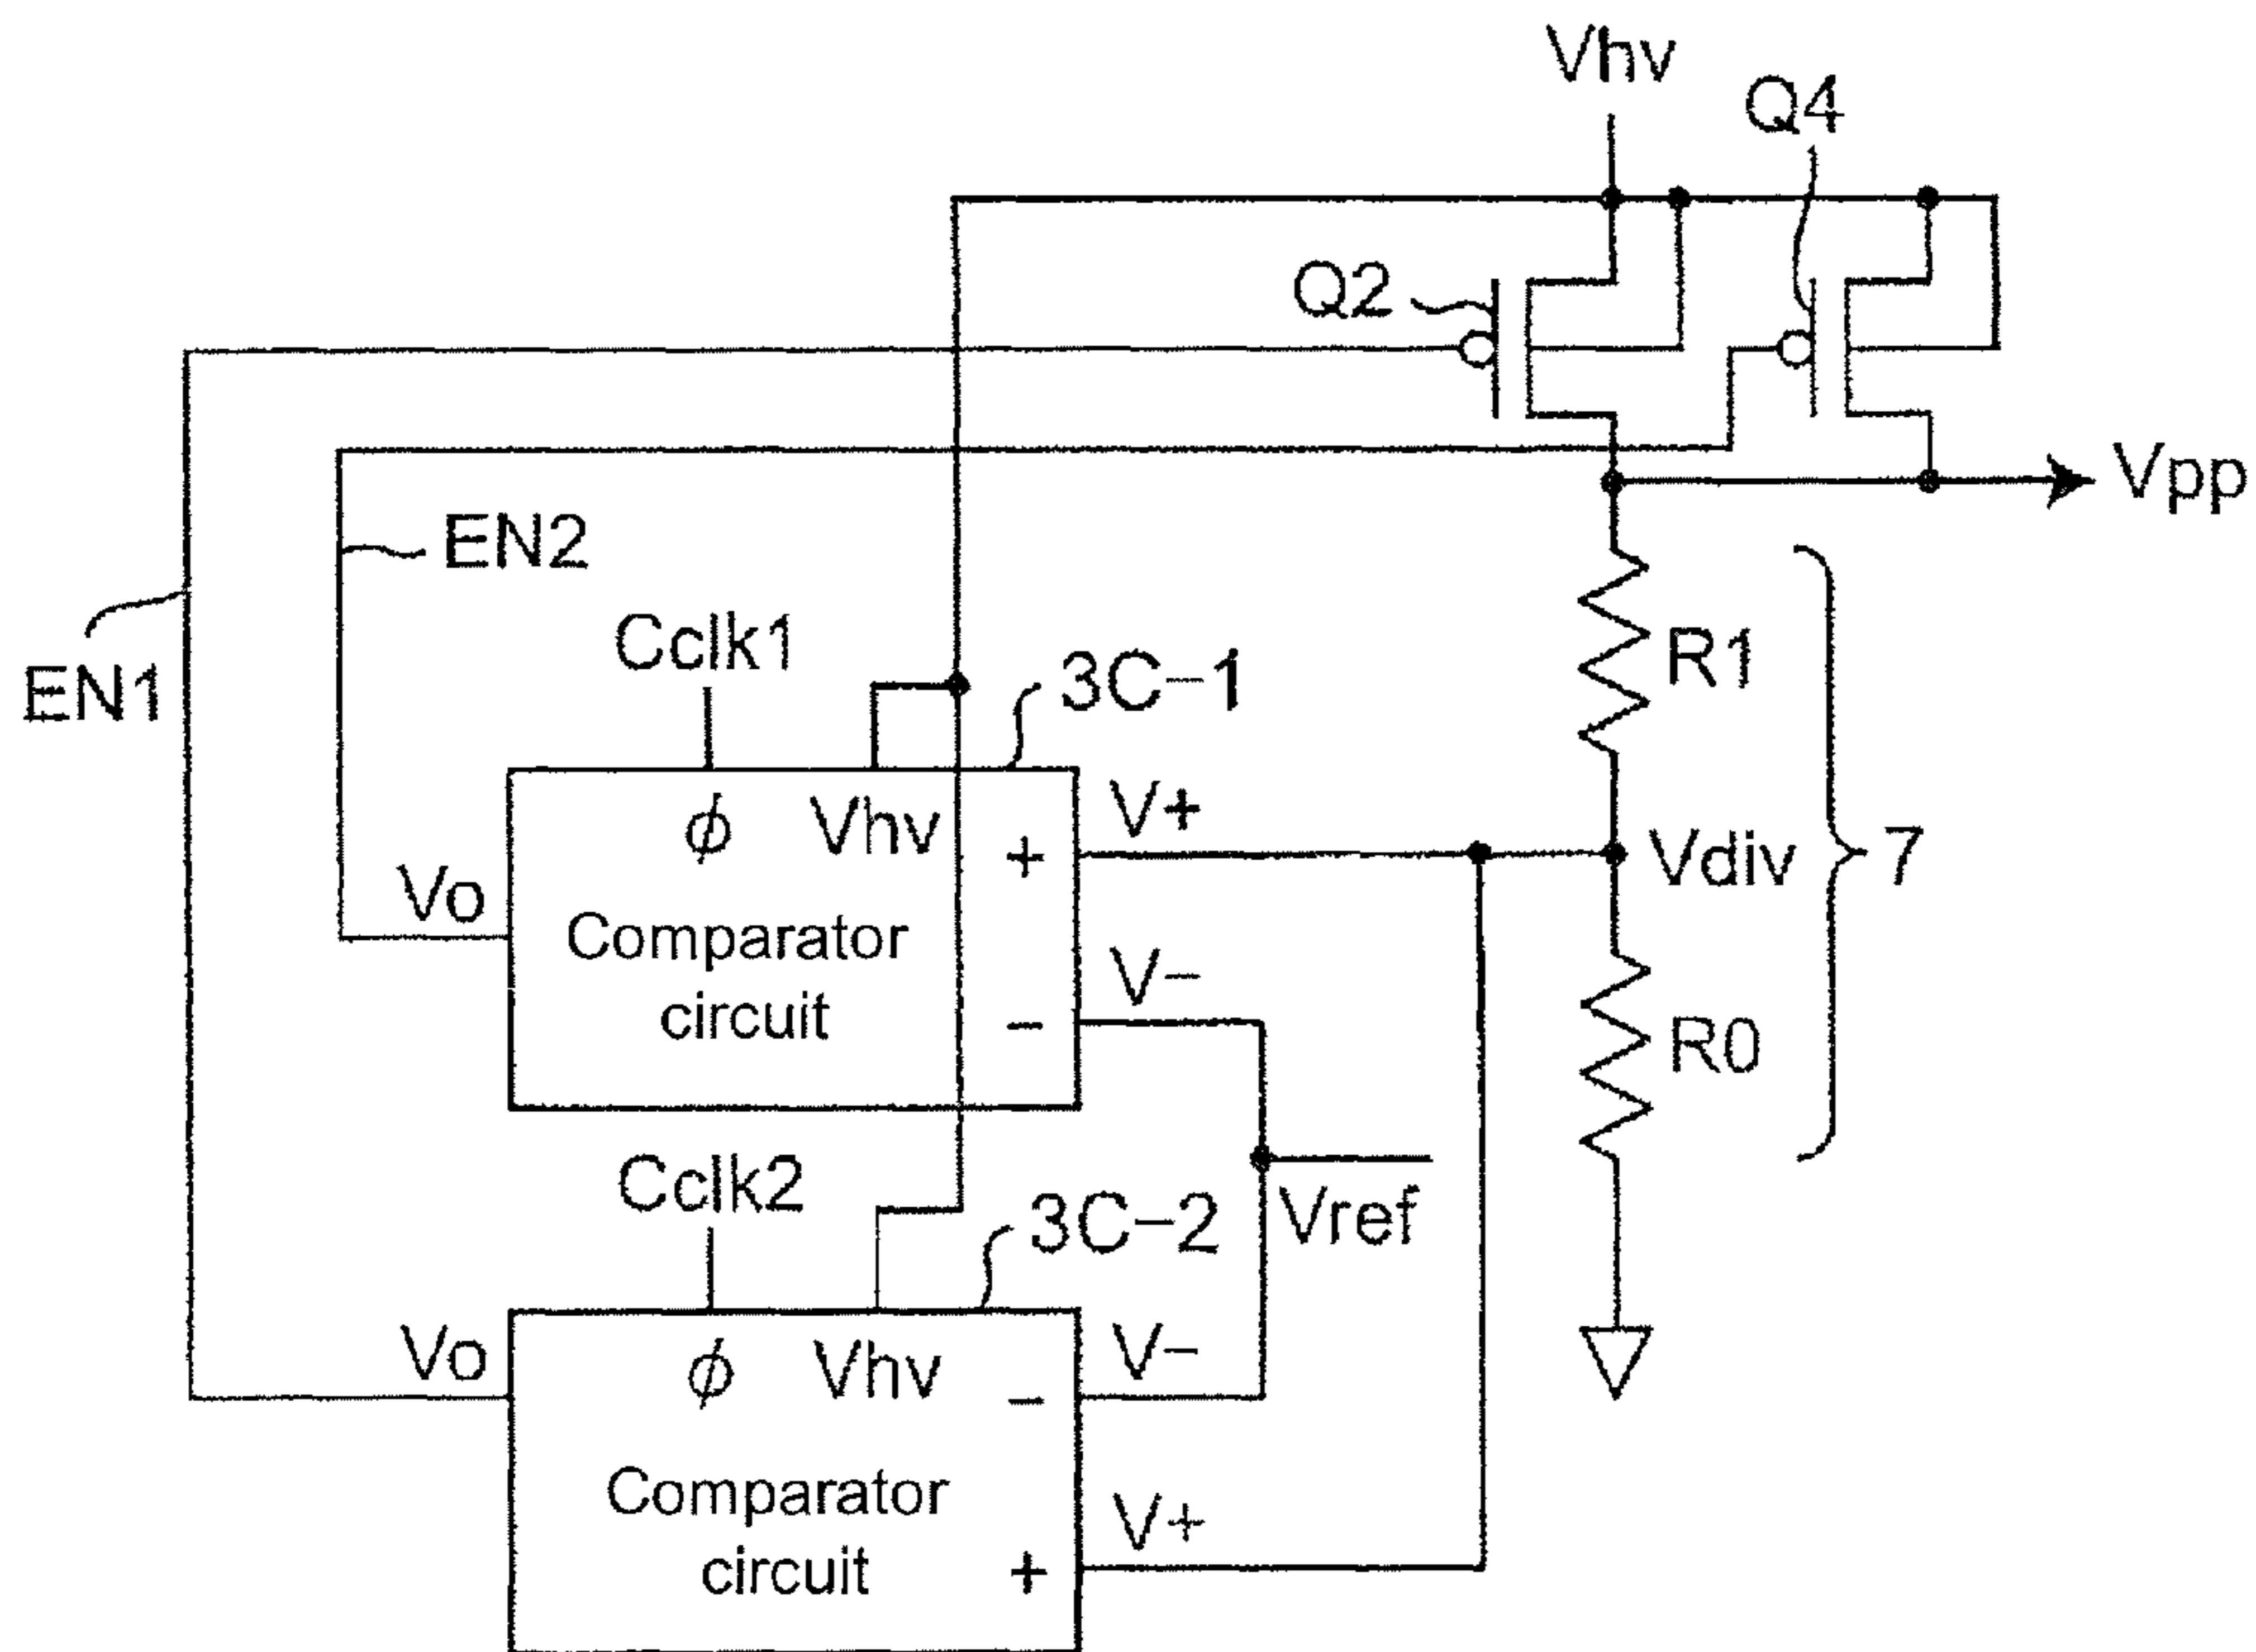 Vhv
Q4
Q2
Vpp
EN2
EN1
Cclk1
3C-1
R1
ϕ
Vhv
+
V+
Vdiv
7
Vo
Comparator
circuit
V-
-
R0
Cclk2
3C-2
Vref
Vo
ϕ
Vhv
-
V-
Comparator
circuit
V+
+